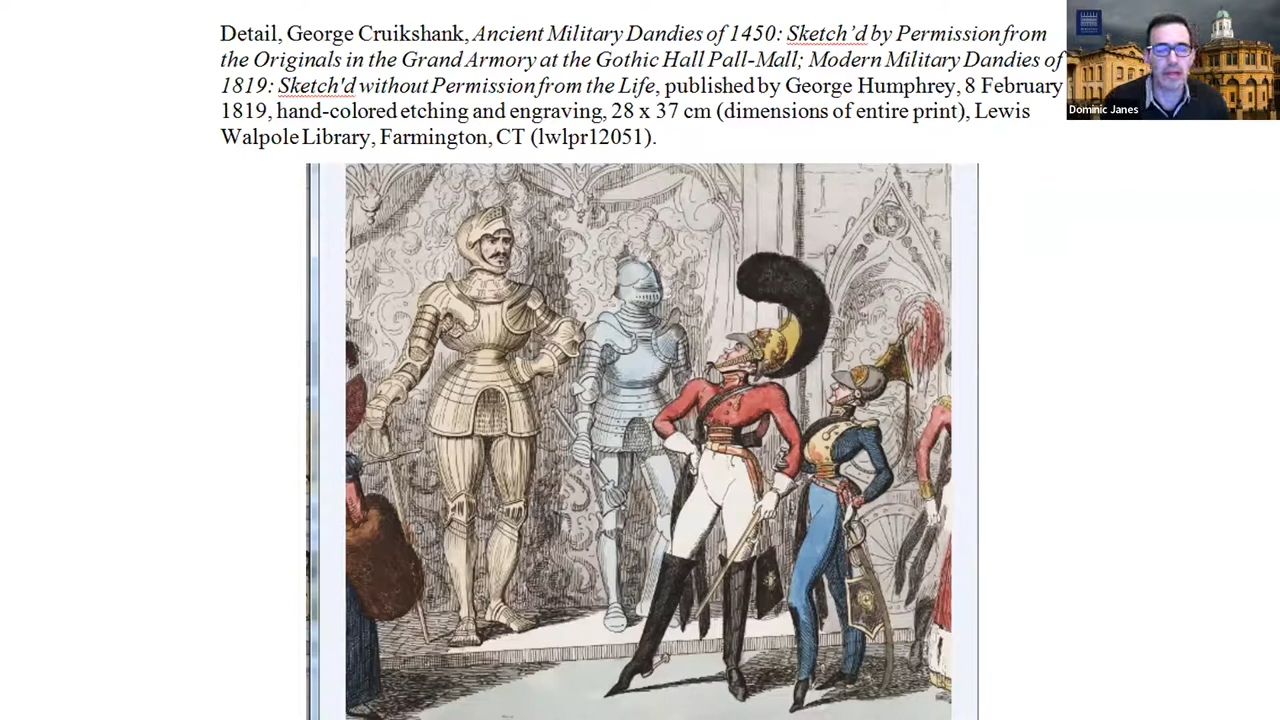 Detail, George Cruikshank, Ancient Military Dandies of 1450: Sketch’d by Permission from
the Originals in the Grand Armory at the Gothic Hall Pall-Mall; Modern Military Dandies of
1819: Sketch'd without Permission from the Life, published by George Humphrey, 8 February
1819, hand-colored etching and engraving, 28 x 37 cm (dimensions of entire print), Lewis
Walpole Library, Farmington, CT (lwlpr12051).
Dominic Janes